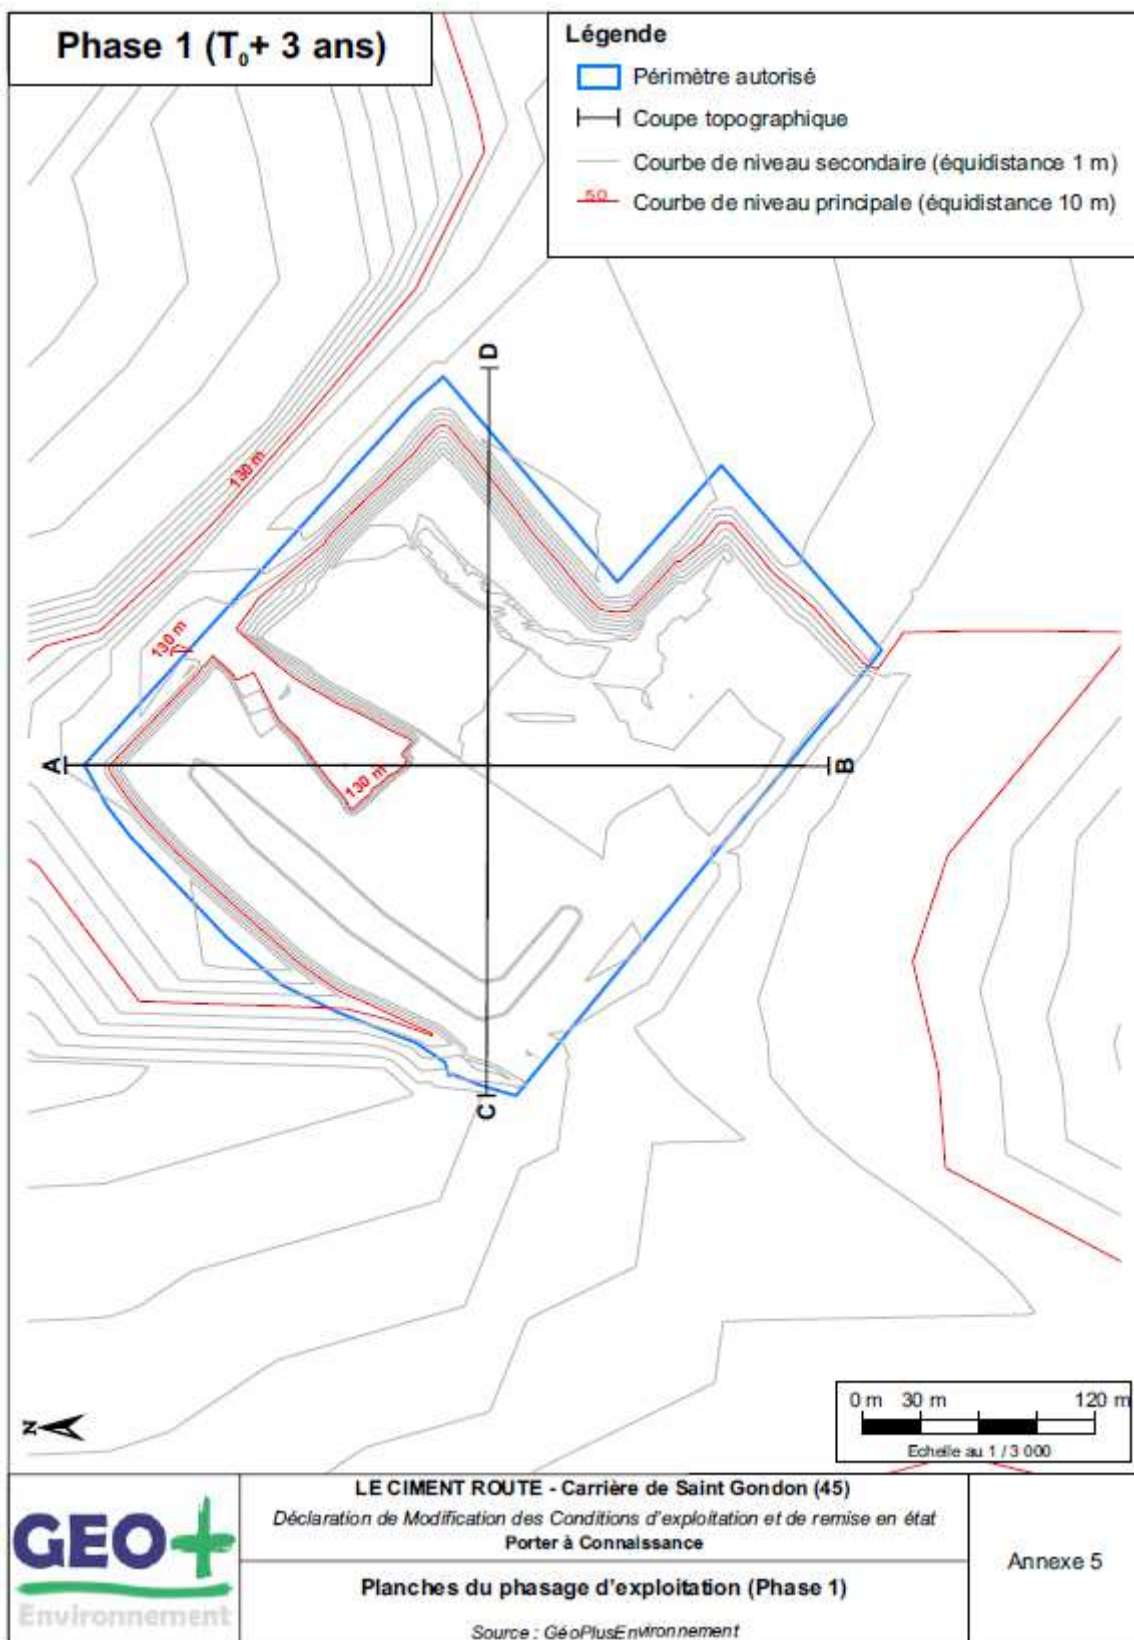 Phase 1 (T0+ 3 ans)
Légende
Périmètre autorisé
Coupe topographique
Courbe de niveau secondaire (équidistance 1 m)
50
Courbe de niveau principale (équidistance 10 m)
D
130 m
130 m
A
B
130 m
C
N
0 m 30 m 120 m
Echelle au 1 / 3 000
GEO+
Environnement
LE CIMENT ROUTE - Carrière de Saint Gondon (45)
Déclaration de Modification des Conditions d'exploitation et de remise en état
Porter à Connaissance
Planches du phasage d'exploitation (Phase 1)
Source : GéoPlusEnvironnement
Annexe 5